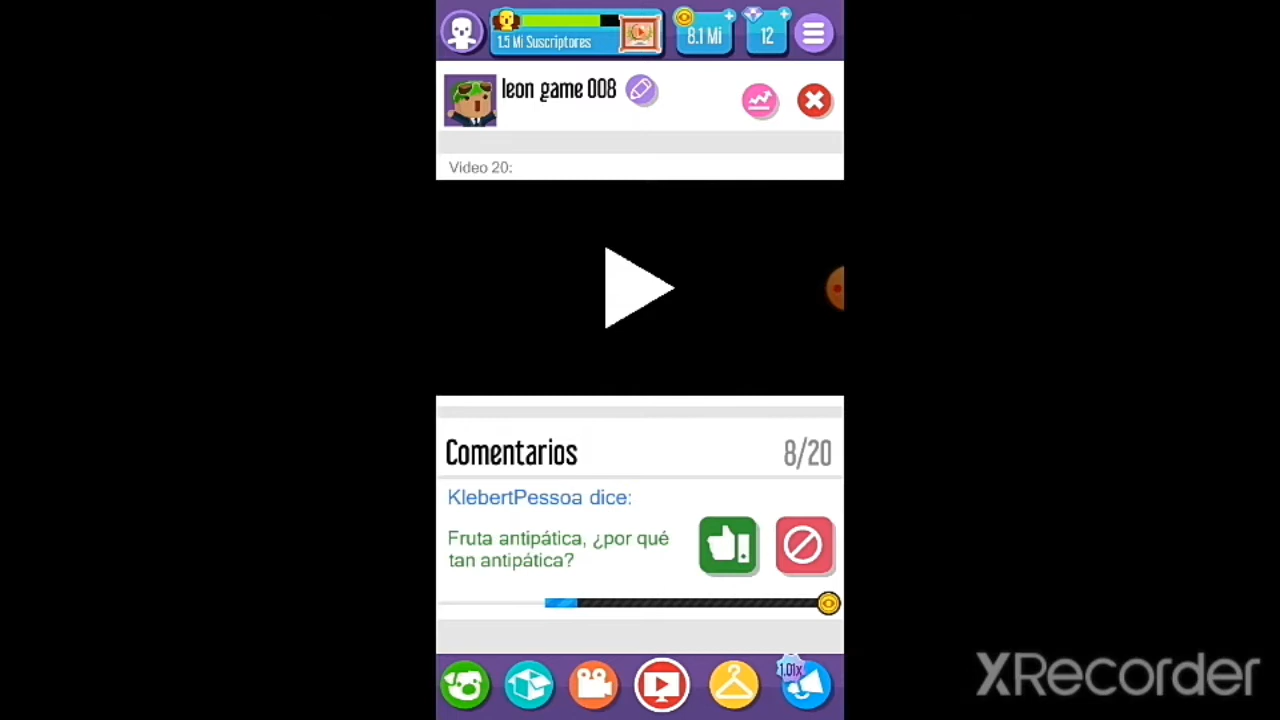 1.5 Mi Suscriptores
8.1 Mi
12
leon game 008
Video 20:
Comentarios
8/20
KlebertPessoa dice:
Fruta antipática, ¿por qué
tan antipática?
1.01x
XRecorder